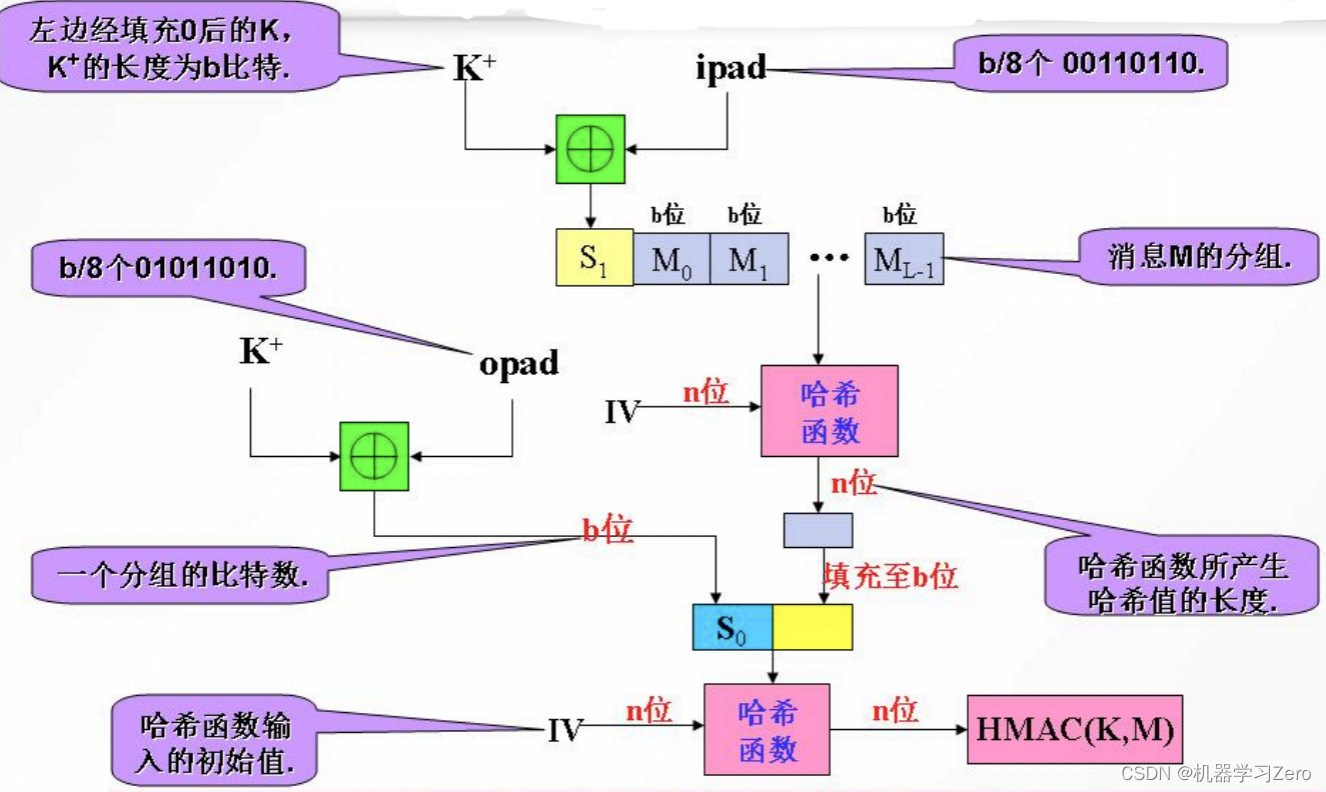 左边经填充0后的K，
K⁺的长度为b比特.
K⁺
ipad
b/8个 00110110.
b位
b位
b位
S₁
M₀
M₁
•••
M_L-1
消息M的分组.
b/8个01011010.
K⁺
opad
IV
n位
哈希
函数
n位
b位
一个分组的比特数.
填充至b位
哈希函数所产生
哈希值的长度.
S₀
哈希函数输
入的初始值.
IV
n位
哈希
函数
n位
HMAC(K,M)
CSDN @机器学习Zero